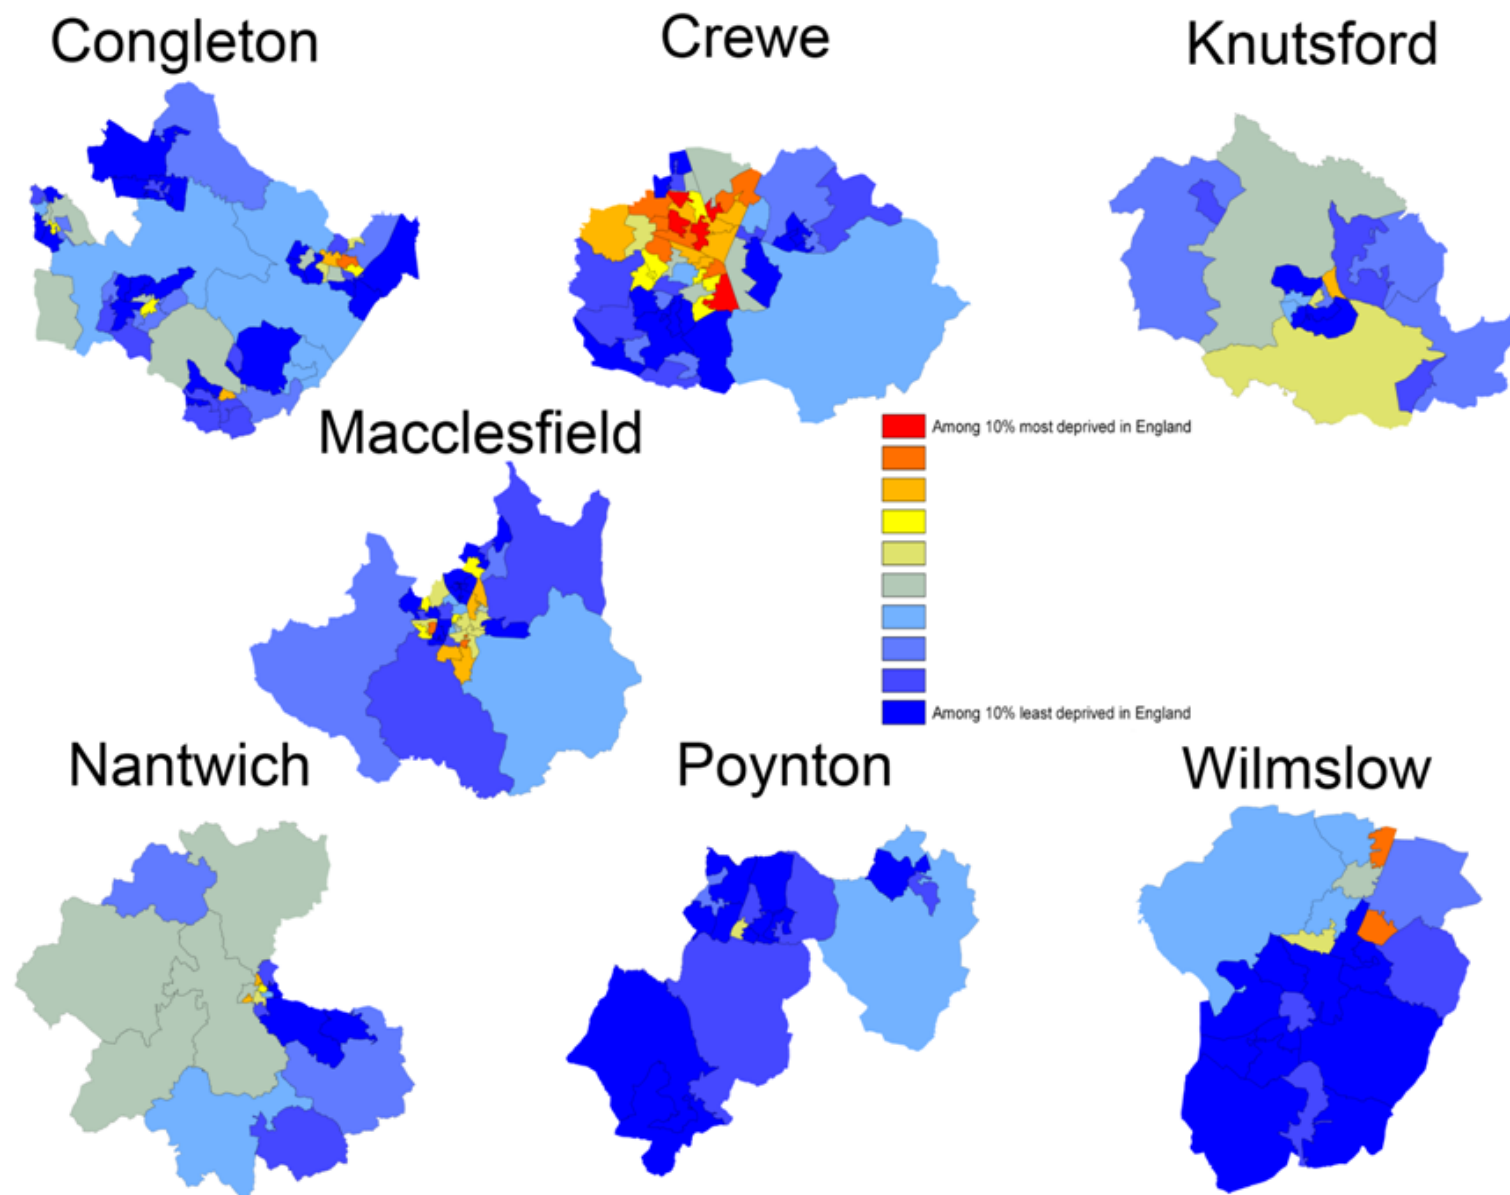 Congleton
Crewe
Knutsford
Macclesfield
Among 10% most deprived in England
Among 10% least deprived in England
Nantwich
Poynton
Wilmslow